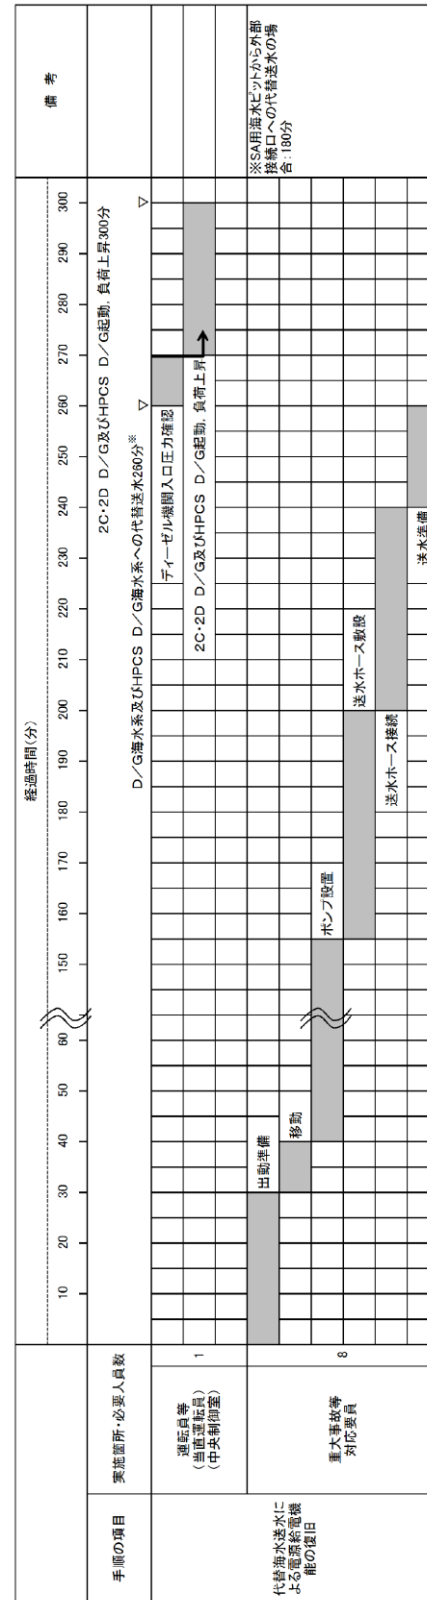 手順の項目
実施箇所・必要人員数
経過時間(分)
備 考
10 20 30 40 50 60 150 160 170 180 190 200 210 220 230 240 250 260 270 280 290 300
2C・2D D/G及びHPCS D/G起動，負荷上昇300分
D/G海水系及びHPCS D/G海水系への代替送水260分※
▽
▽
代替海水送水に
よる電源給電機
能の復旧
運転員等
(当直運転員)
(中央制御室)
1
ディーゼル機関入口圧力確認
2C・2D D/G及びHPCS D/G起動，負荷上昇
重大事故等
対応要員
8
出動準備
移動
ポンプ設置
送水ホース敷設
送水ホース接続
送水準備
※SA用海水ピットから外部
接続口への代替送水の場
合：180分